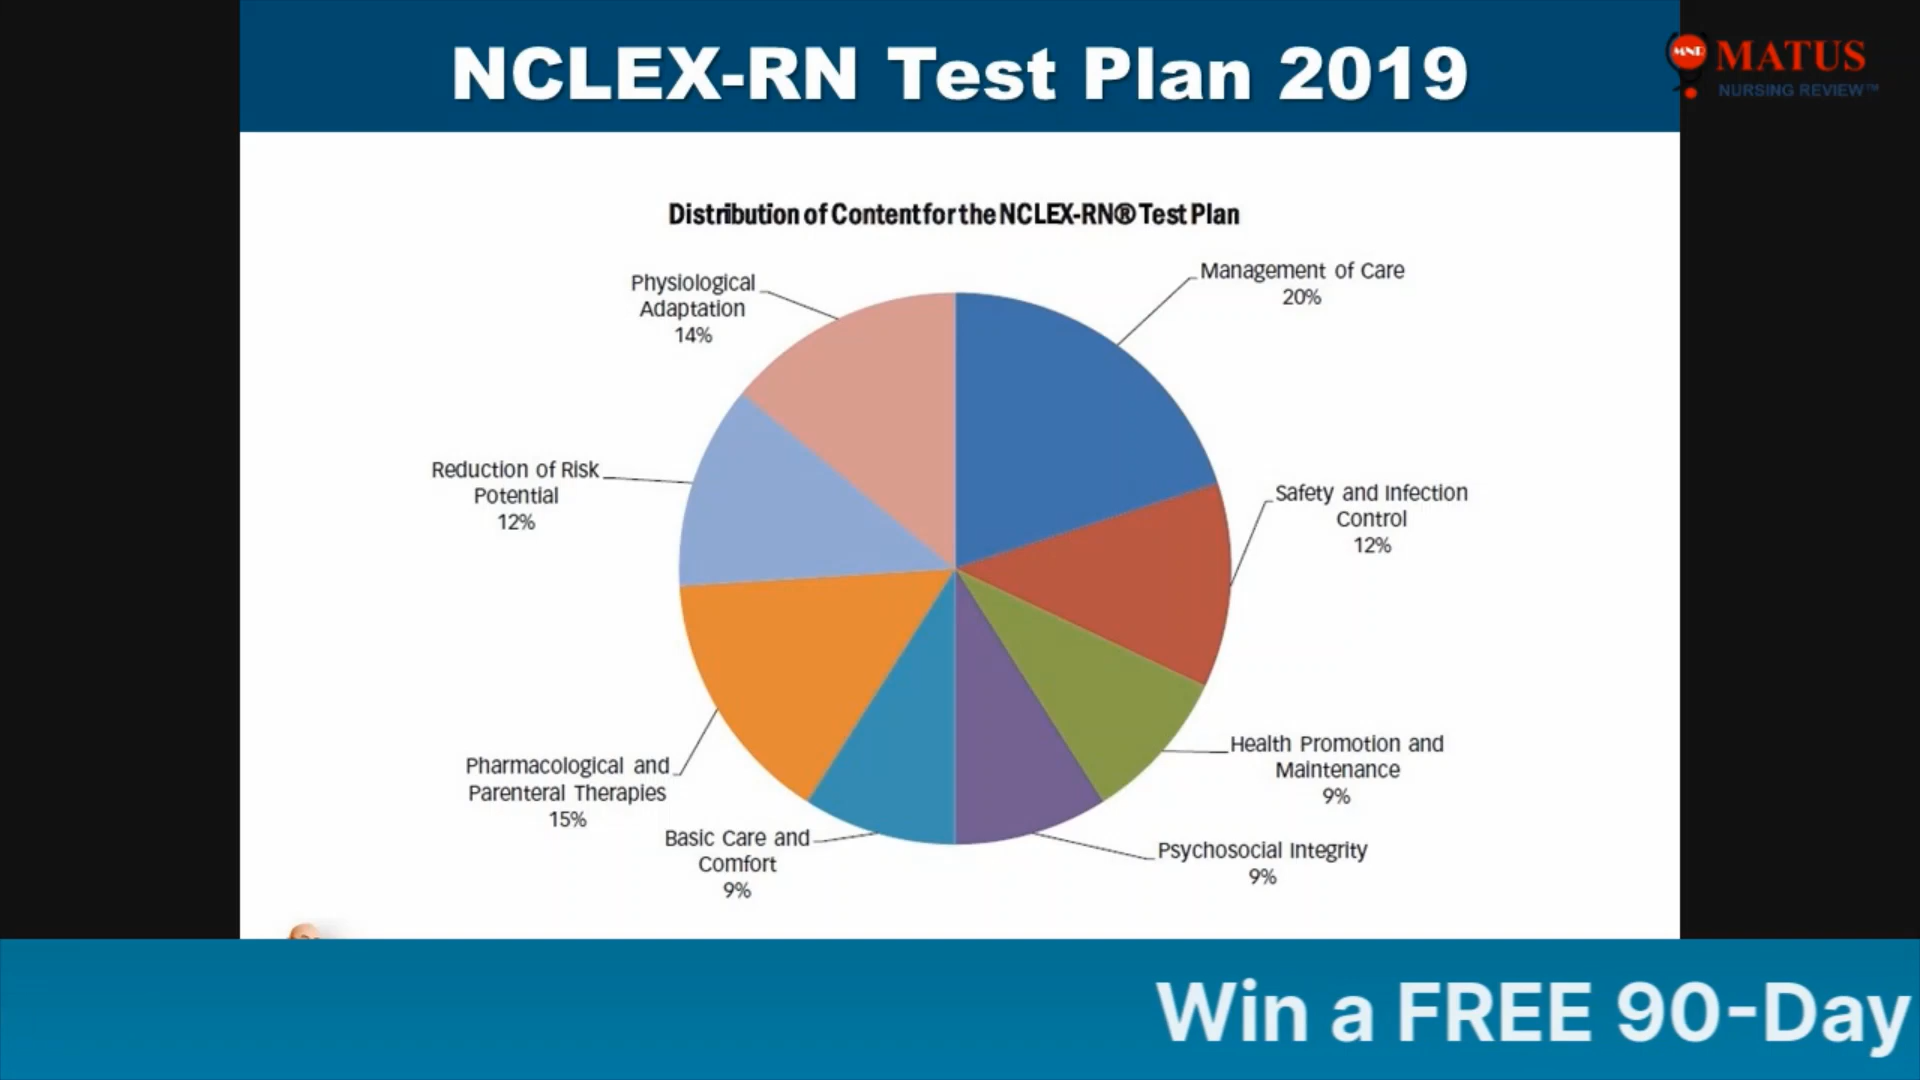 NCLEX-RN Test Plan 2019
MNR
MATUS
NURSING REVIEW™
Distribution of Content for the NCLEX-RN® Test Plan
Physiological
Adaptation
14%
Management of Care
20%
Reduction of Risk
Potential
12%
Safety and Infection
Control
12%
Pharmacological and
Parenteral Therapies
15%
Health Promotion and
Maintenance
9%
Basic Care and
Comfort
9%
Psychosocial Integrity
9%
Win a FREE 90-Day